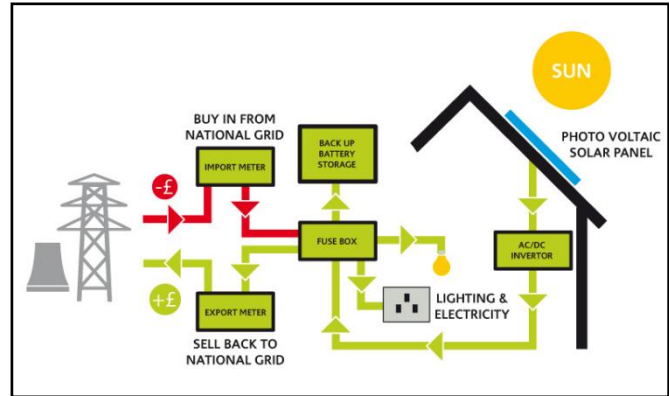 SUN
BUY IN FROM
NATIONAL GRID
IMPORT METER
BACK UP
BATTERY
STORAGE
PHOTO VOLTAIC
SOLAR PANEL
-£
FUSE BOX
AC/DC
INVERTOR
+£
EXPORT METER
LIGHTING &
ELECTRICITY
SELL BACK TO
NATIONAL GRID